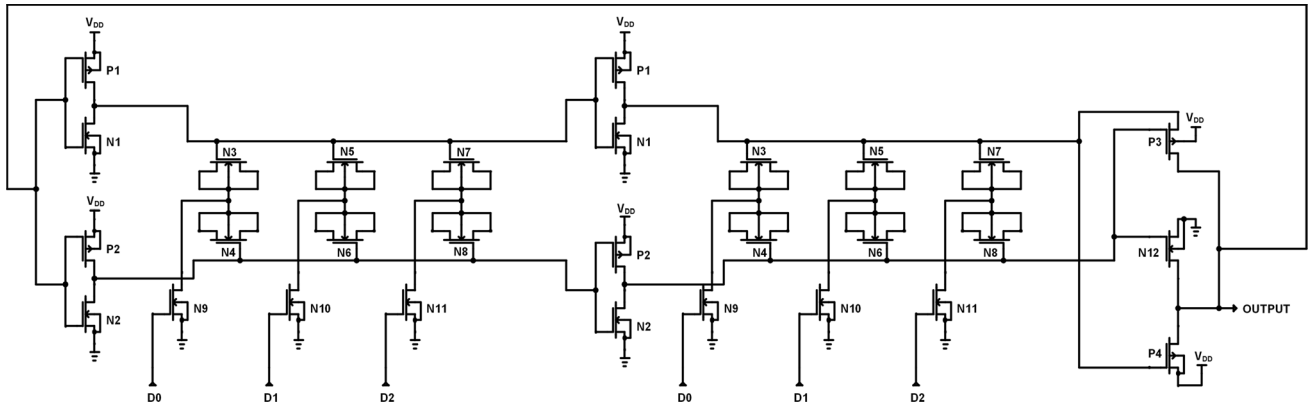 VDD VDD
P1 P1
VDD
N1 N1 P3
N3 N5 N7 N3 N5 N7
VDD VDD
P2 N4 N6 N8 P2 N4 N6 N8 N12
N2 N9 N10 N11 N2 N9 N10 N11 OUTPUT
P4 VDD
D0 D1 D2 D0 D1 D2